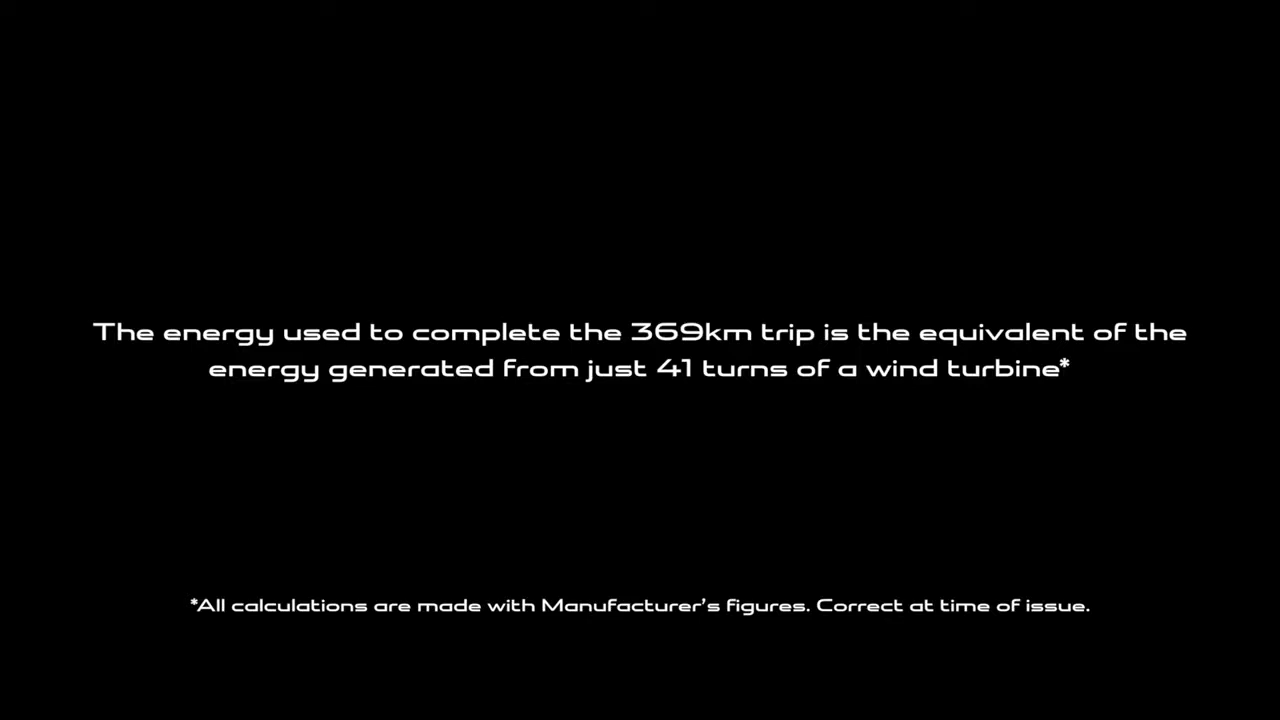 The energy used to complete the 369km trip is the equivalent of the
energy generated from just 41 turns of a wind turbine*
*All calculations are made with Manufacturer's figures. Correct at time of issue.